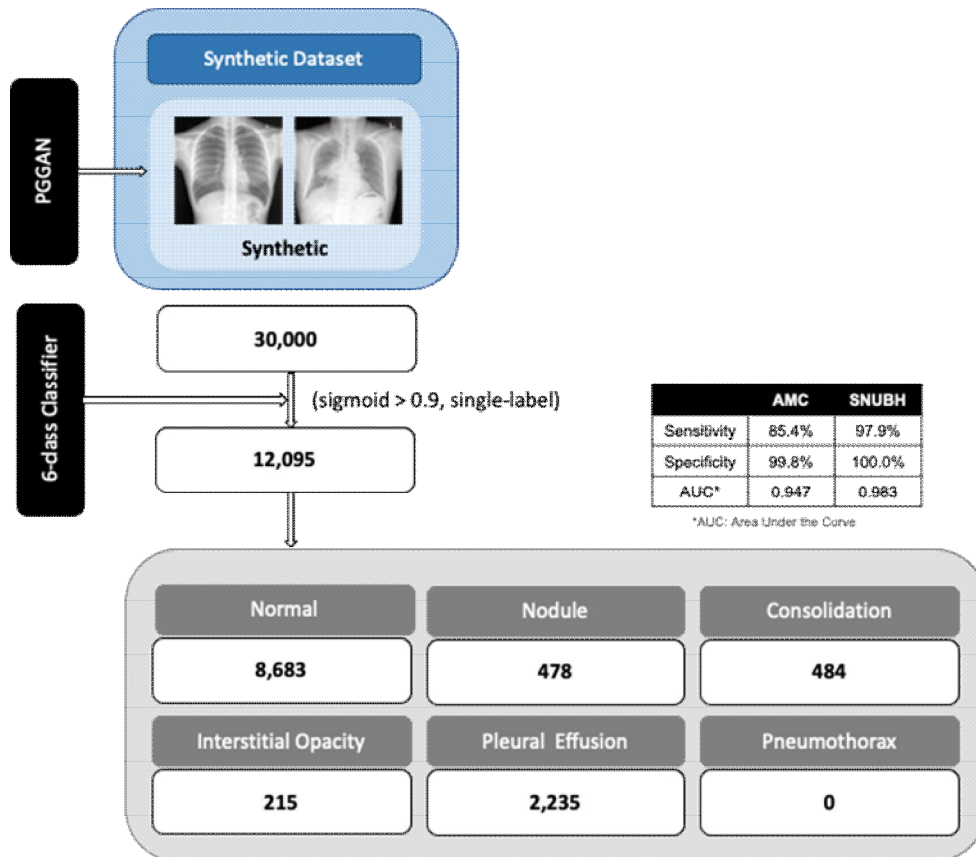 PGGAN
Synthetic Dataset
Synthetic
6-dass Classifier
30,000
(sigmoid > 0.9, single-label)
12,095
AMC SNUBH
Sensitivity 85.4% 97.9%
Specificity 99.8% 100.0%
AUC* 0.947 0.983
*AUC: Area Under the Curve
Normal Nodule Consolidation
8,683 478 484
Interstitial Opacity Pleural Effusion Pneumothorax
215 2,235 0